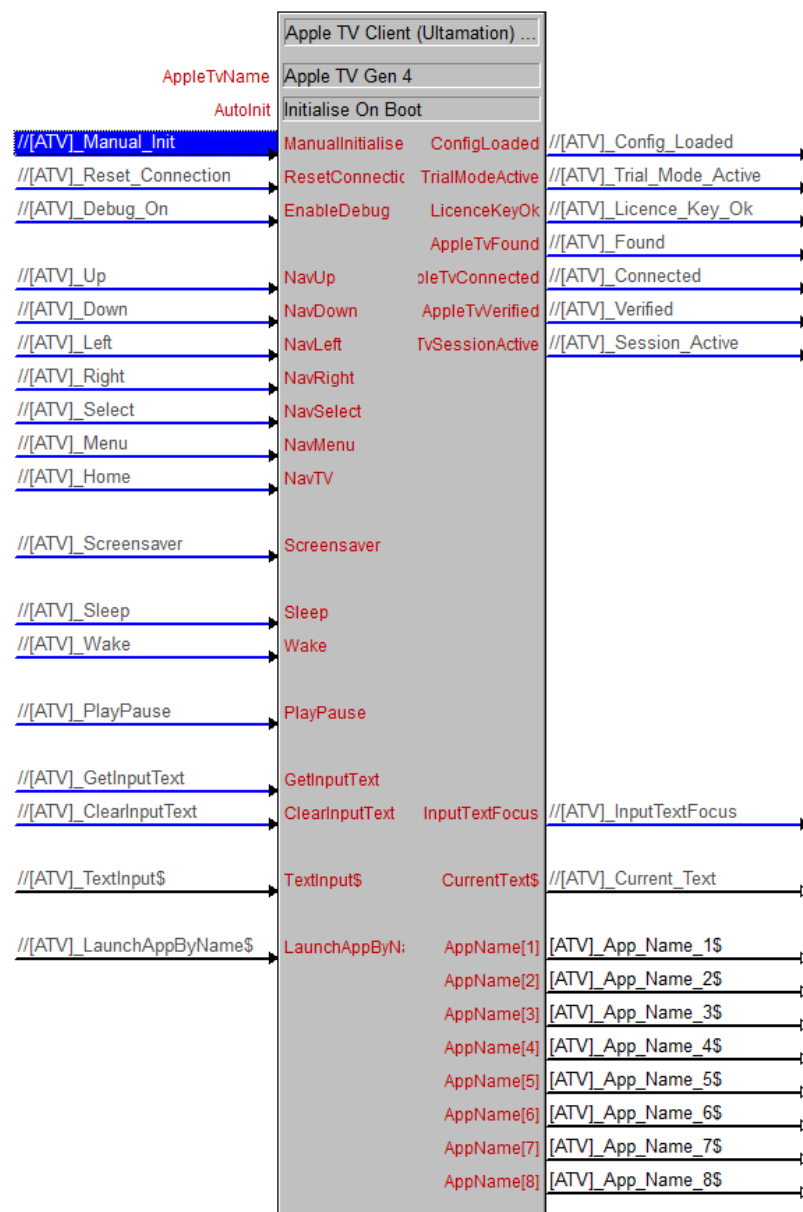 Apple TV Client (Ultamation) ...
AppleTvName Apple TV Gen 4
AutoInit Initialise On Boot
//[ATV]_Manual_Init ManualInitialise ConfigLoaded //[ATV]_Config_Loaded
//[ATV]_Reset_Connection ResetConnectic TrialModeActive //[ATV]_Trial_Mode_Active
//[ATV]_Debug_On EnableDebug LicenceKeyOk //[ATV]_Licence_Key_Ok
AppleTvFound //[ATV]_Found
//[ATV]_Up NavUp pleTvConnected //[ATV]_Connected
//[ATV]_Down NavDown AppleTvVerified //[ATV]_Verified
//[ATV]_Left NavLeft TvSessionActive //[ATV]_Session_Active
//[ATV]_Right NavRight
//[ATV]_Select NavSelect
//[ATV]_Menu NavMenu
//[ATV]_Home NavTV
//[ATV]_Screensaver Screensaver
//[ATV]_Sleep Sleep
//[ATV]_Wake Wake
//[ATV]_PlayPause PlayPause
//[ATV]_GetInputText GetInputText
//[ATV]_ClearInputText ClearInputText InputTextFocus //[ATV]_InputTextFocus
//[ATV]_TextInput$ TextInput$ CurrentText$ //[ATV]_Current_Text
//[ATV]_LaunchAppByName$ LaunchAppByNa AppName[1] [ATV]_App_Name_1$
AppName[2] [ATV]_App_Name_2$
AppName[3] [ATV]_App_Name_3$
AppName[4] [ATV]_App_Name_4$
AppName[5] [ATV]_App_Name_5$
AppName[6] [ATV]_App_Name_6$
AppName[7] [ATV]_App_Name_7$
AppName[8] [ATV]_App_Name_8$